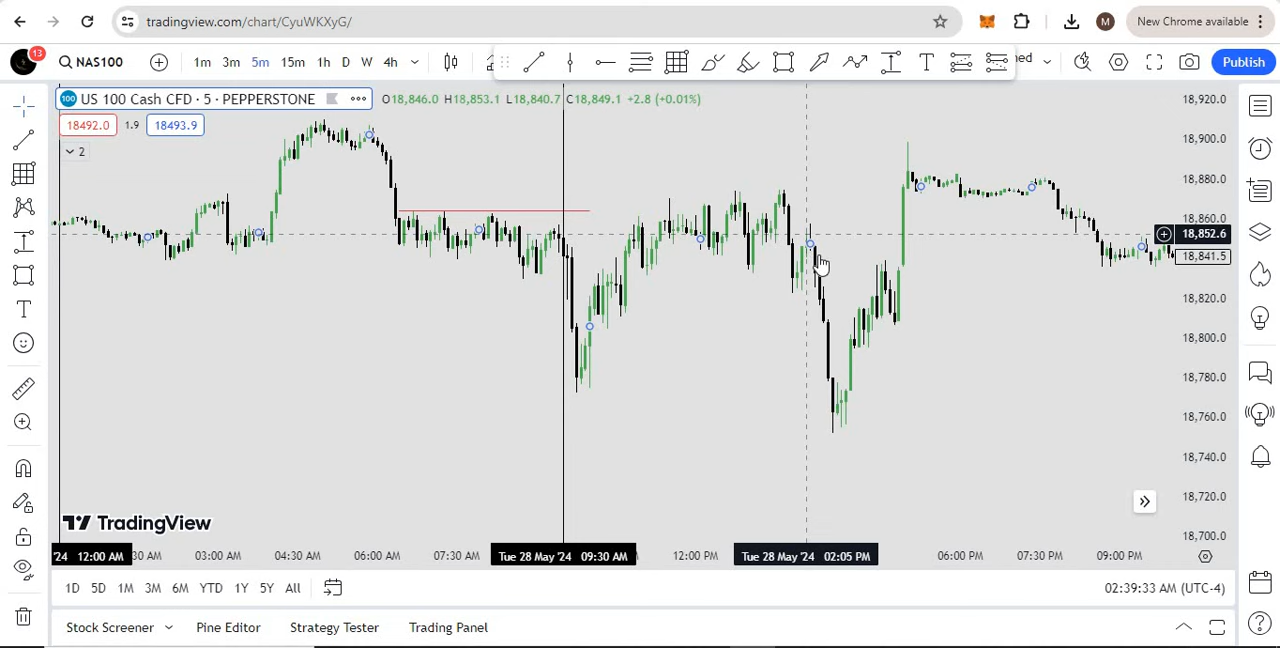 tradingview.com/chart/CyuWKXyG/
M
New Chrome available
13
NAS100
1m 3m 5m 15m 1h D W 4h
Publish
100 US 100 Cash CFD · 5 · PEPPERSTONE
O18,846.0 H18,853.1 L18,840.7 C18,849.1 +2.8 (+0.01%)
18492.0 1.9 18493.9
2
18,920.0
18,900.0
18,880.0
18,860.0
18,852.6
18,841.5
18,820.0
18,800.0
18,780.0
18,760.0
18,740.0
18,720.0
18,700.0
TradingView
'24 12:00 AM
30 AM
03:00 AM
04:30 AM
06:00 AM
07:30 AM
Tue 28 May '24 09:30 AM
12:00 PM
Tue 28 May '24 02:05 PM
06:00 PM
07:30 PM
09:00 PM
1D 5D 1M 3M 6M YTD 1Y 5Y All
02:39:33 AM (UTC-4)
Stock Screener
Pine Editor
Strategy Tester
Trading Panel